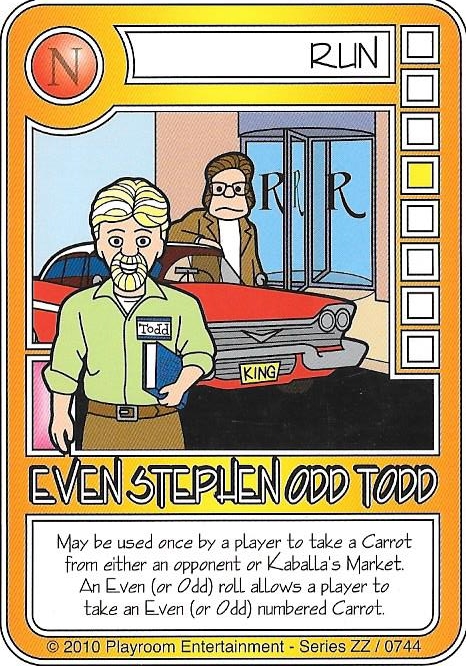 N
RUN
R R R
Todd
KING
EVEN STEPHEN ODD TODD
May be used once by a player to take a Carrot
from either an opponent or Kaballa's Market.
An Even (or Odd) roll allows a player to
take an Even (or Odd) numbered Carrot.
© 2010 Playroom Entertainment - Series ZZ / 0744